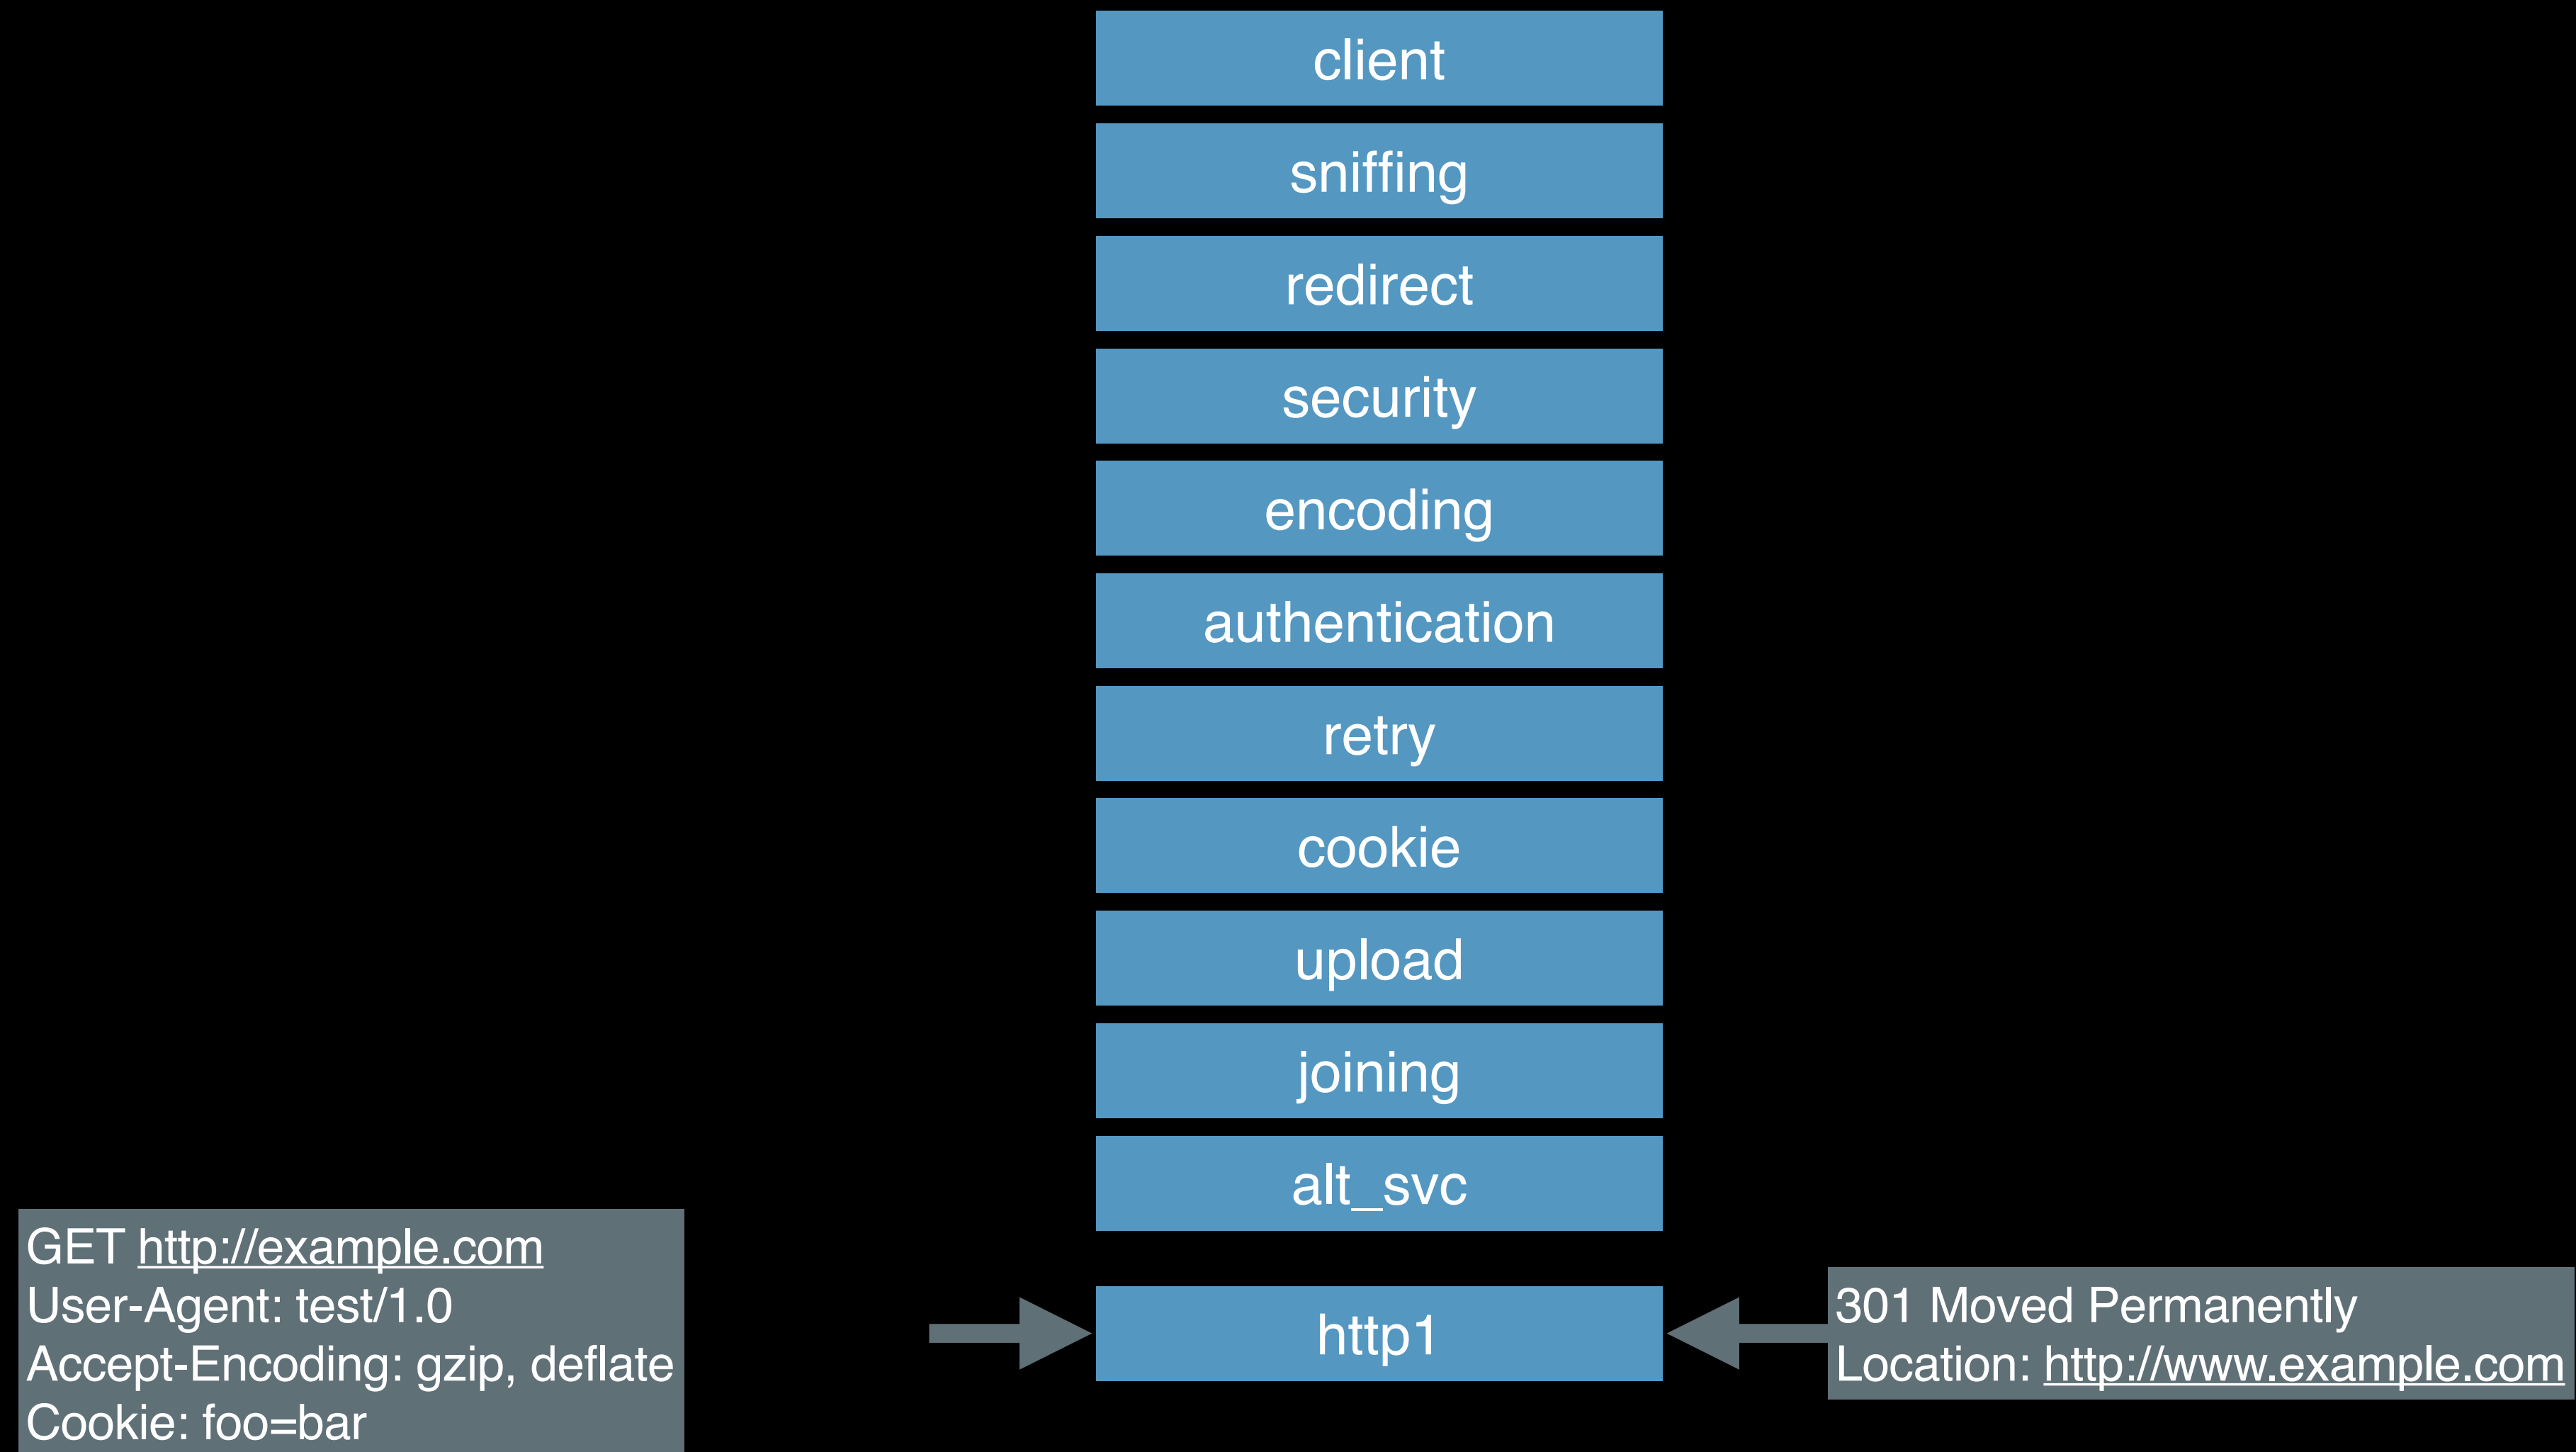 client
sniffing
redirect
security
encoding
authentication
retry
cookie
upload
joining
alt_svc
GET http://example.com
User-Agent: test/1.0
Accept-Encoding: gzip, deflate
Cookie: foo=bar
http1
301 Moved Permanently
Location: http://www.example.com